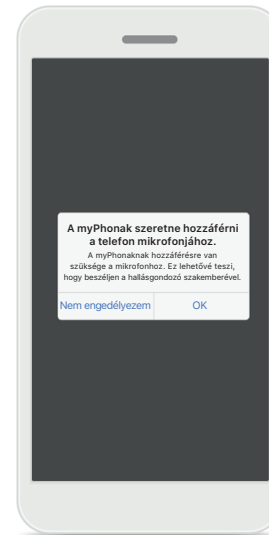 A myPhonak szeretne hozzáférni
a telefon mikrofonjához.
A myPhonaknak hozzáférésre van
szüksége a mikrofonhoz. Ez lehetővé teszi,
hogy beszéljen a hallásgondozó szakemberével.
Nem engedélyezem OK